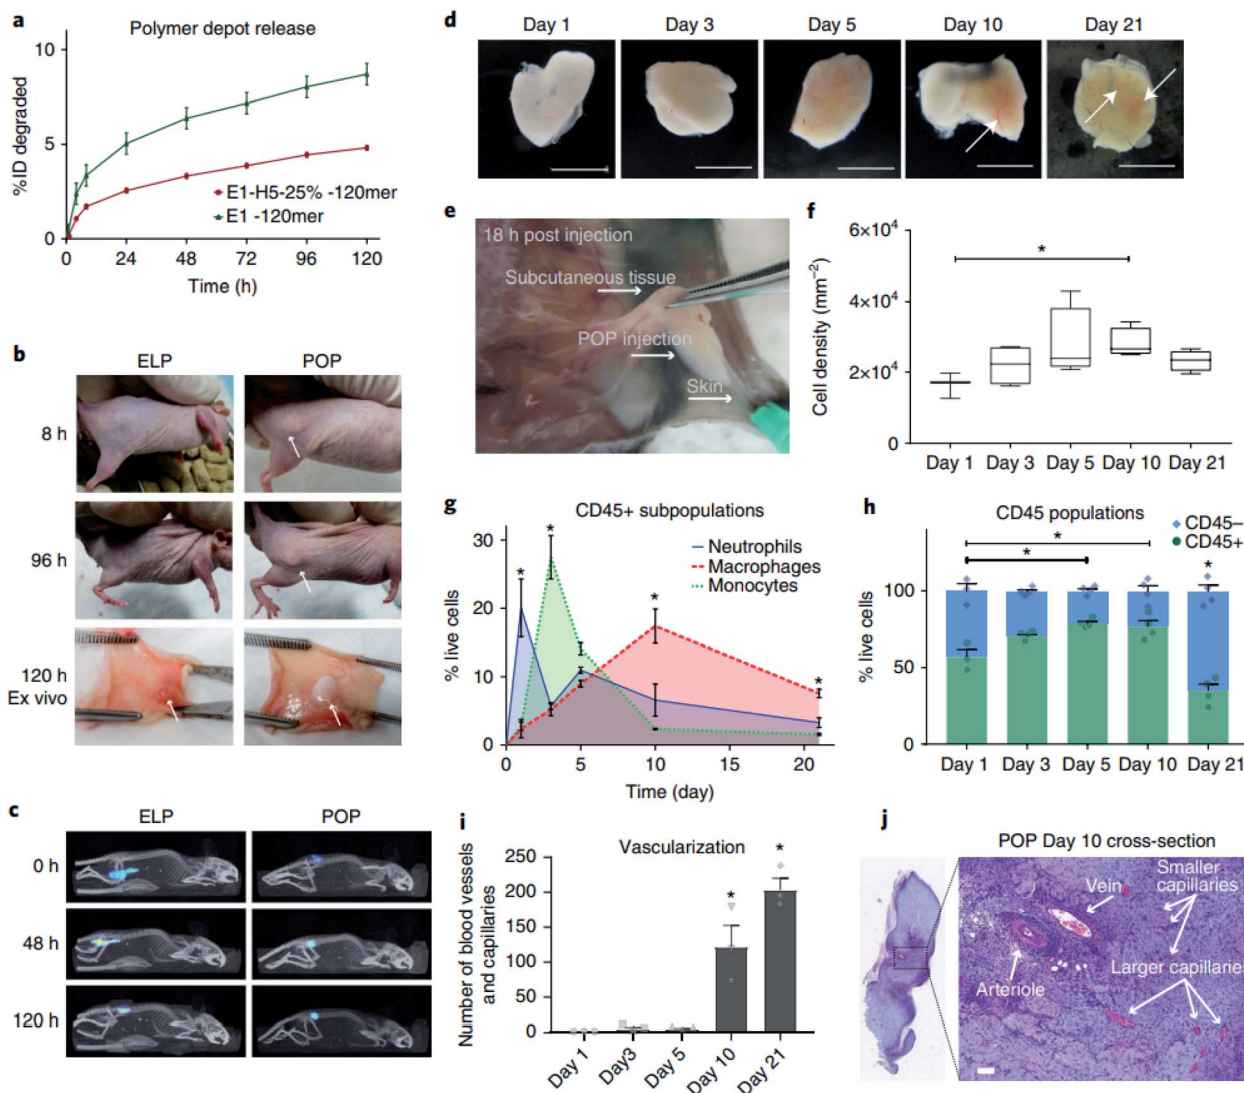 a
Polymer depot release
10
5
0
%ID degraded
E1-H5-25% -120mer
E1 -120mer
0 24 48 72 96 120
Time (h)
b
ELP POP
8 h
96 h
120 h
Ex vivo
c
ELP POP
0 h
48 h
120 h
d
Day 1 Day 3 Day 5 Day 10 Day 21
e
18 h post injection
Subcutaneous tissue
POP injection
Skin
f
6×10⁴
4×10⁴
2×10⁴
0
Cell density (mm⁻²)
*
Day 1 Day 3 Day 5 Day 10 Day 21
g
CD45+ subpopulations
30
20
10
0
% live cells
* * * *
Neutrophils
Macrophages
Monocytes
0 5 10 15 20
Time (day)
h
CD45 populations
CD45–
CD45+
* * *
100
50
0
% live cells
Day 1 Day 3 Day 5 Day 10 Day 21
i
Vascularization
250
200
150
100
50
0
Number of blood vessels
and capillaries
* *
Day 1 Day3 Day 5 Day 10 Day 21
j
POP Day 10 cross-section
Smaller
capillaries
Vein
Larger capillaries
Arteriole